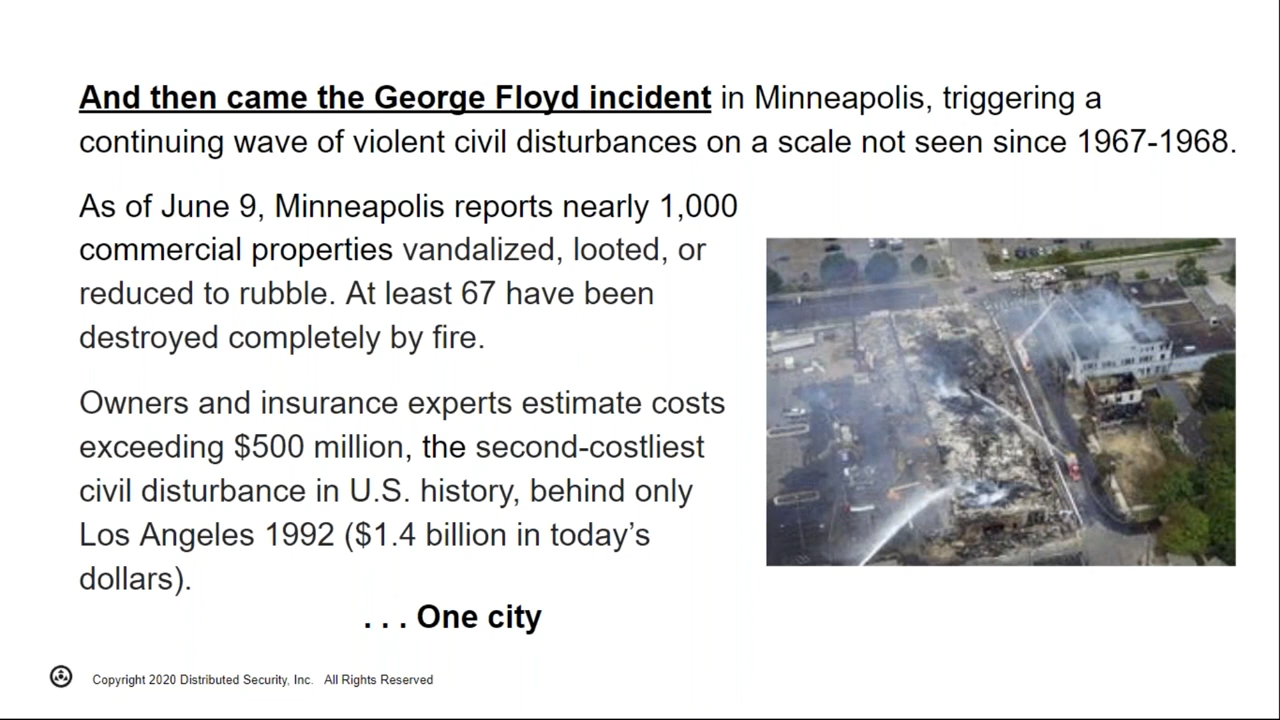 And then came the George Floyd incident in Minneapolis, triggering a
continuing wave of violent civil disturbances on a scale not seen since 1967-1968.
As of June 9, Minneapolis reports nearly 1,000
commercial properties vandalized, looted, or
reduced to rubble. At least 67 have been
destroyed completely by fire.
Owners and insurance experts estimate costs
exceeding $500 million, the second-costliest
civil disturbance in U.S. history, behind only
Los Angeles 1992 ($1.4 billion in today’s
dollars).
. . . One city
Copyright 2020 Distributed Security, Inc. All Rights Reserved